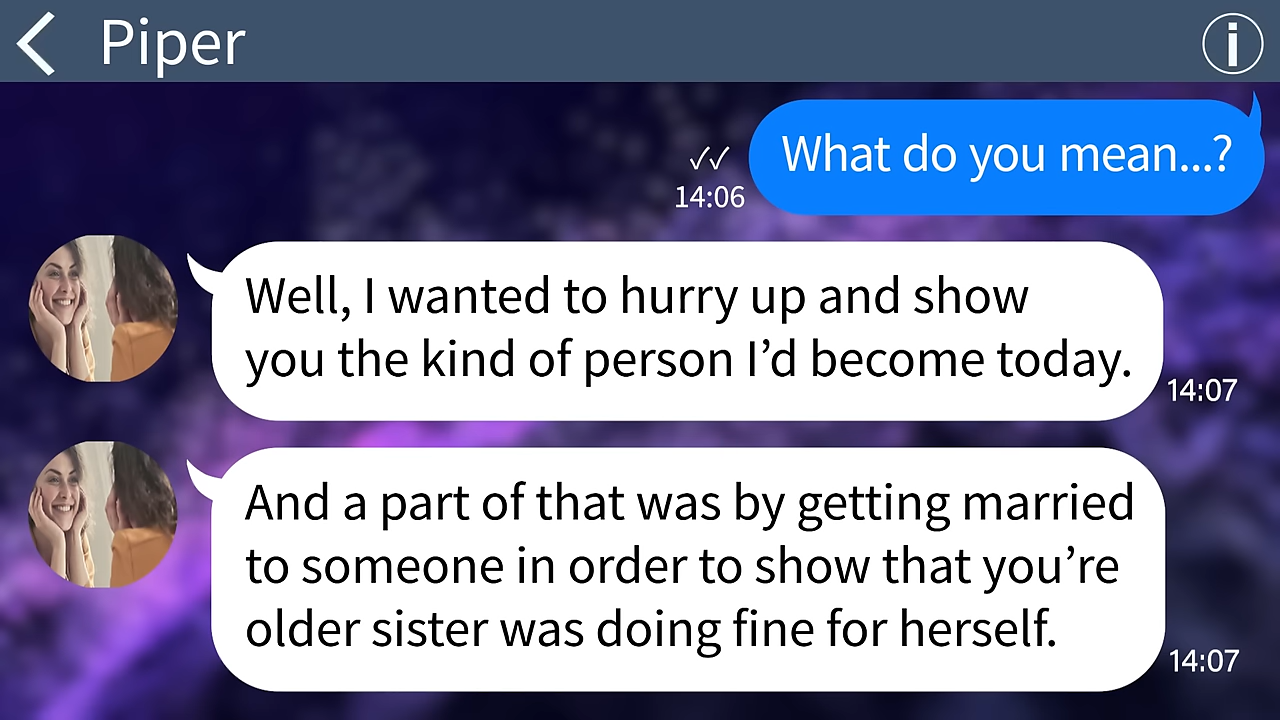 Piper
What do you mean...?
14:06
Well, I wanted to hurry up and show
you the kind of person I’d become today.
14:07
And a part of that was by getting married
to someone in order to show that you’re
older sister was doing fine for herself.
14:07